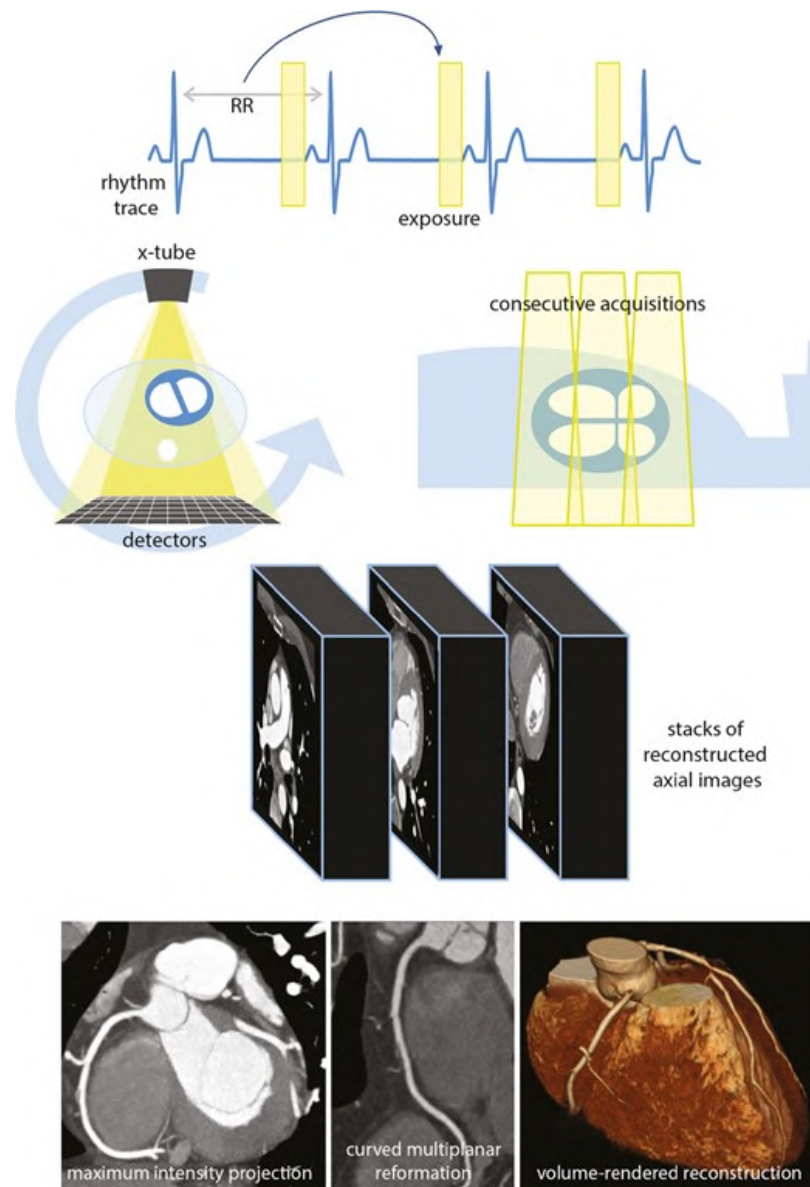 RR
rhythm
trace
exposure
x-tube
consecutive acquisitions
detectors
stacks of
reconstructed
axial images
maximum intensity projection
curved multiplanar
reformation
volume-rendered reconstruction